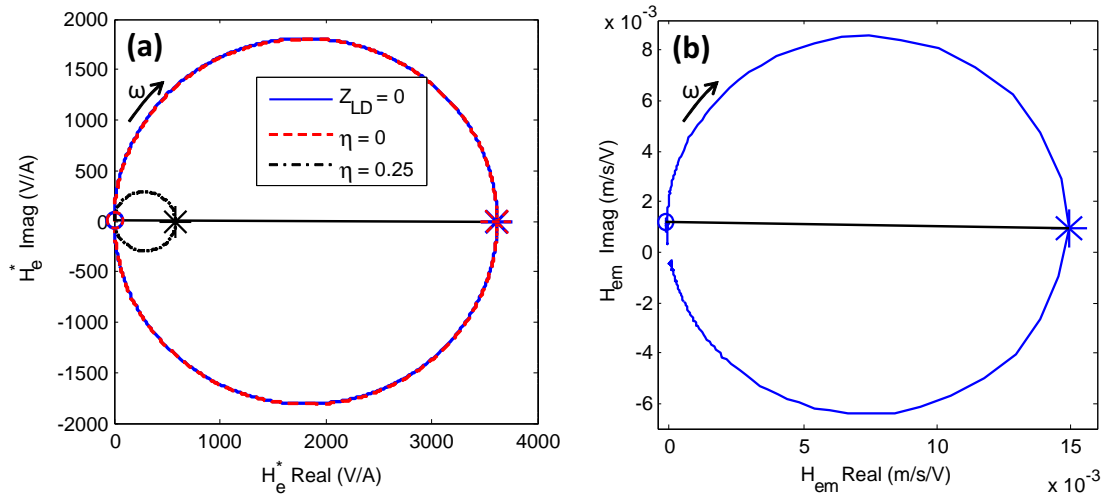 (a)
2000
1500
1000
500
0
-500
-1000
-1500
-2000
0 1000 2000 3000 4000
H*e Imag (V/A)
H*e Real (V/A)
ω
ZLD = 0
η = 0
η = 0.25
(b)
x 10-3
8
6
4
2
0
-2
-4
-6
0 5 10 15
x 10-3
Hem Imag (m/s/V)
Hem Real (m/s/V)
ω